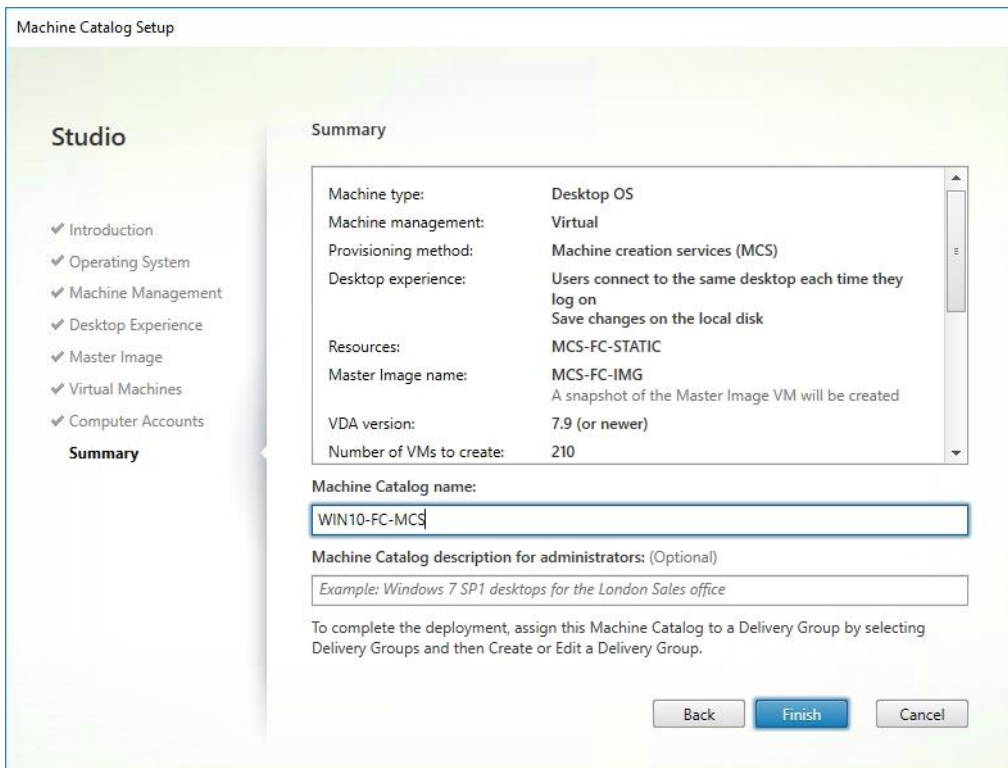 Machine Catalog Setup
Studio
Introduction
Operating System
Machine Management
Desktop Experience
Master Image
Virtual Machines
Computer Accounts
Summary
Summary
Machine type: Desktop OS
Machine management: Virtual
Provisioning method: Machine creation services (MCS)
Desktop experience: Users connect to the same desktop each time they
log on
Save changes on the local disk
Resources: MCS-FC-STATIC
Master Image name: MCS-FC-IMG
A snapshot of the Master Image VM will be created
VDA version: 7.9 (or newer)
Number of VMs to create: 210
Machine Catalog name:
WIN10-FC-MCS
Machine Catalog description for administrators: (Optional)
Example: Windows 7 SP1 desktops for the London Sales office
To complete the deployment, assign this Machine Catalog to a Delivery Group by selecting
Delivery Groups and then Create or Edit a Delivery Group.
Back Finish Cancel